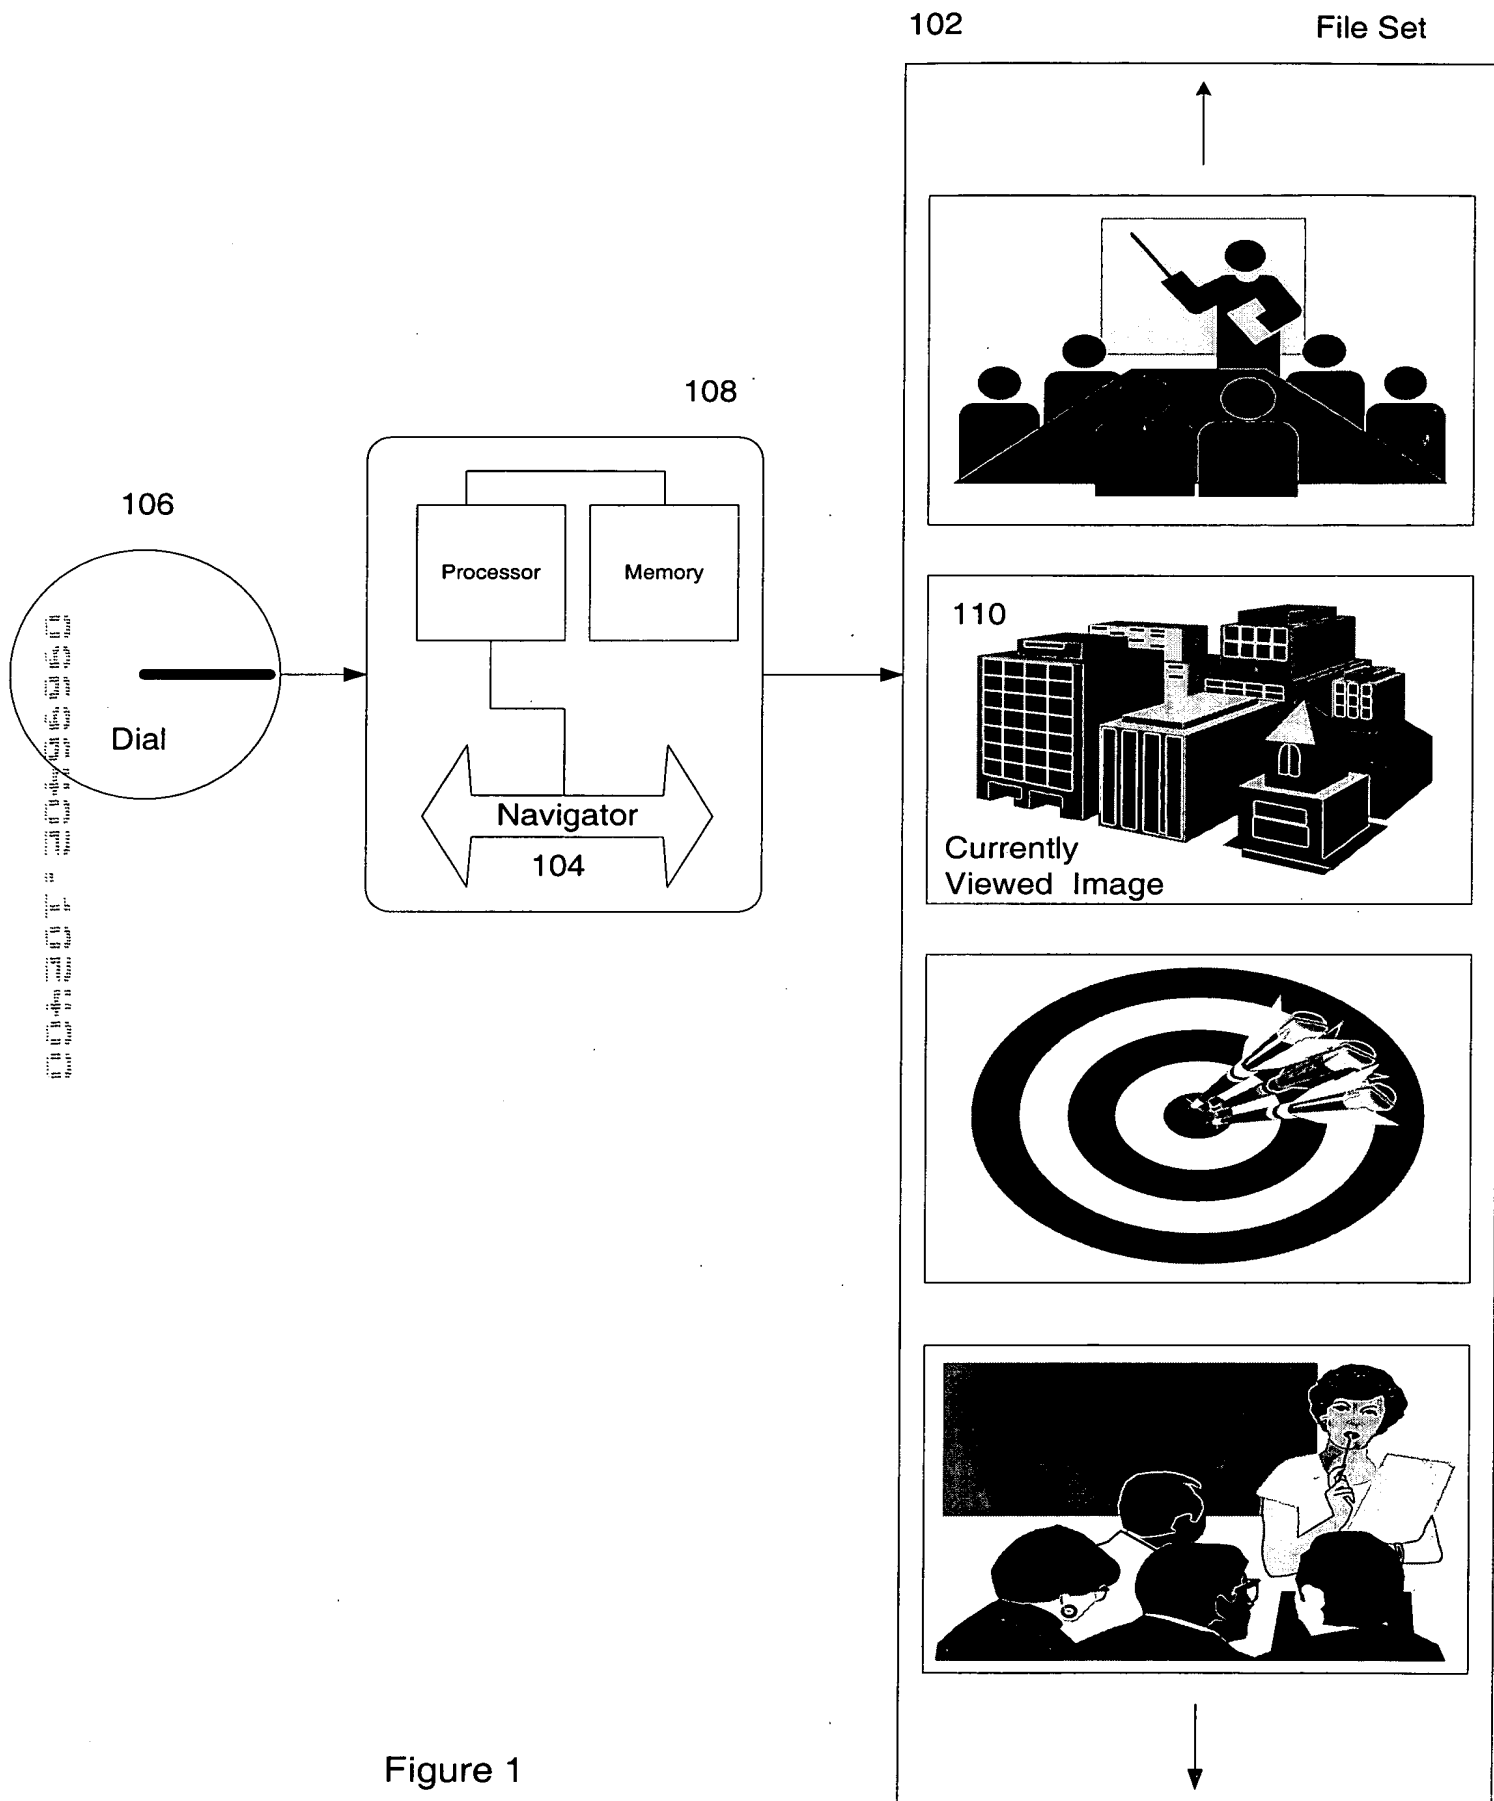 102
File Set
108
106
Processor
Memory
110
Dial
Navigator
104
Currently
Viewed Image
Figure 1